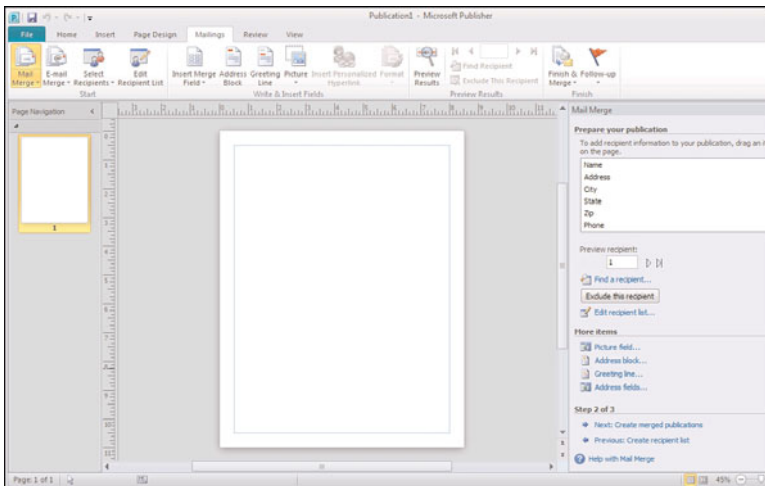 Publication1 - Microsoft Publisher
File Home Insert Page Design Mailings Review View
Mail Merge E-mail Merge Select Recipients Edit Recipient List
Insert Merge Field Address Block Greeting Line Picture Insert Personalized Hyperlink Format
Preview Results Find Recipient
Exclude This Recipient
Finish & Merge Follow-up
Start Write & Insert Fields Preview Results Finish
Page Navigation
1
Mail Merge
Prepare your publication
To add recipient information to your publication, drag an
on the page.
Name
Address
City
State
Zip
Phone
Preview recipient:
1
Find a recipient...
Exclude this recipient
Edit recipient list...
More items
Picture field...
Address block...
Greeting line...
Address fields...
Step 2 of 3
Next: Create merged publications
Previous: Create recipient list
Help with Mail Merge
Page: 1 of 1 45%